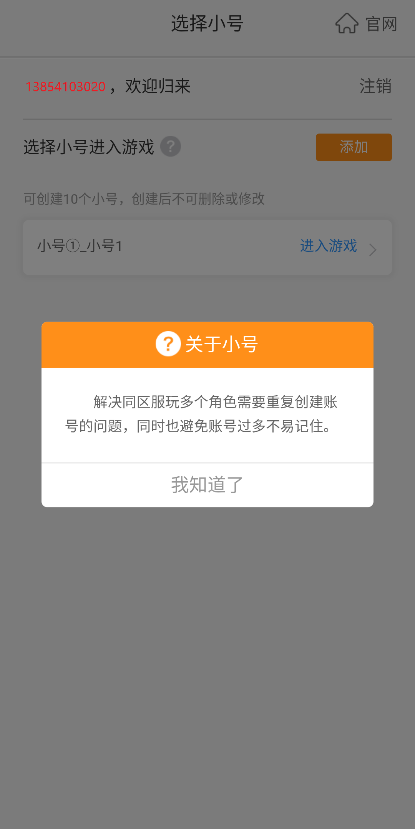 选择小号
官网
13854103020，欢迎归来
注销
选择小号进入游戏 ?
添加
可创建10个小号，创建后不可删除或修改
小号①_小号1
进入游戏
? 关于小号
解决同区服玩多个角色需要重复创建账
号的问题，同时也避免账号过多不易记住。
我知道了